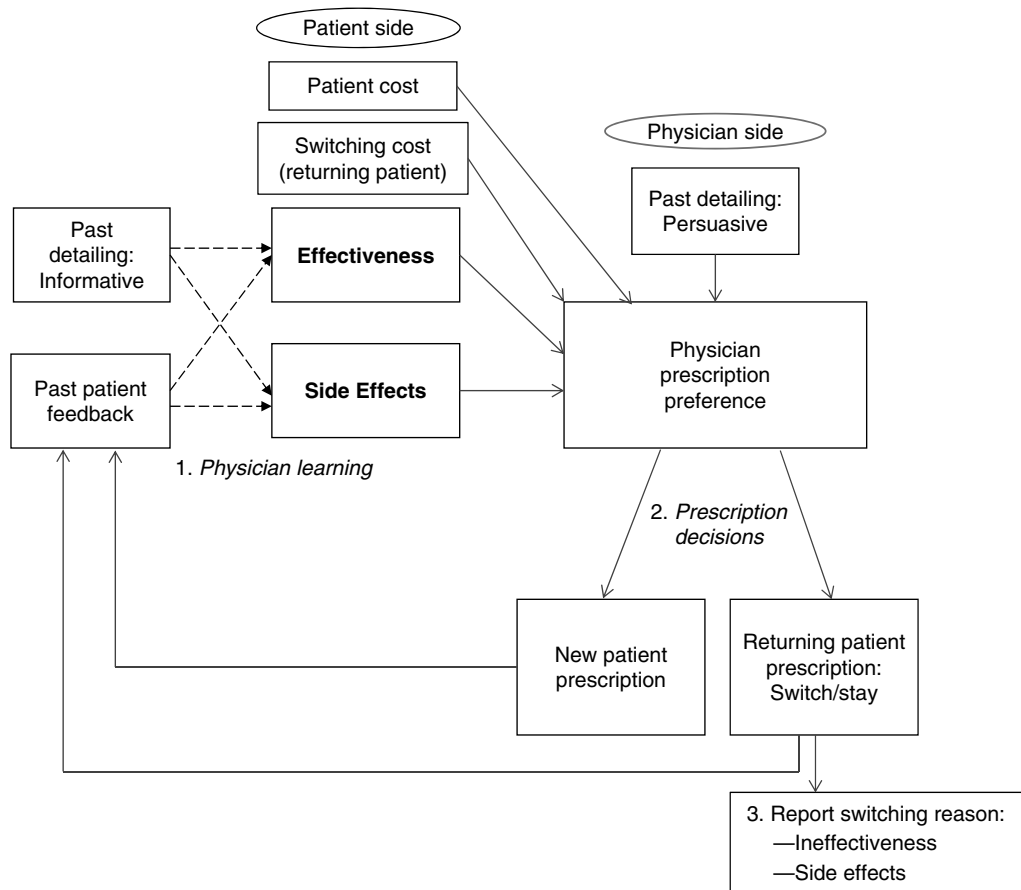 Patient side
Patient cost
Switching cost
(returning patient)
Physician side
Past detailing:
Persuasive
Past
detailing:
Informative
Effectiveness
Past patient
feedback
Side Effects
Physician
prescription
preference
1. Physician learning
2. Prescription
decisions
New patient
prescription
Returning patient
prescription:
Switch/stay
3. Report switching reason:
—Ineffectiveness
—Side effects